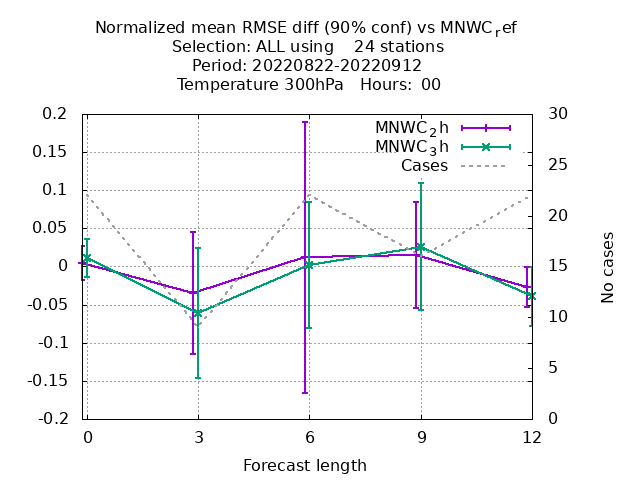 Normalized mean RMSE diff (90% conf) vs MNWC_ref
Selection: ALL using    24 stations
Period: 20220822-20220912
Temperature 300hPa   Hours:  00
MNWC_2h
MNWC_3h
Cases
0.2
0.15
0.1
0.05
0
-0.05
-0.1
-0.15
-0.2
30
25
20
15
10
5
0
No cases
0
3
6
9
12
Forecast length